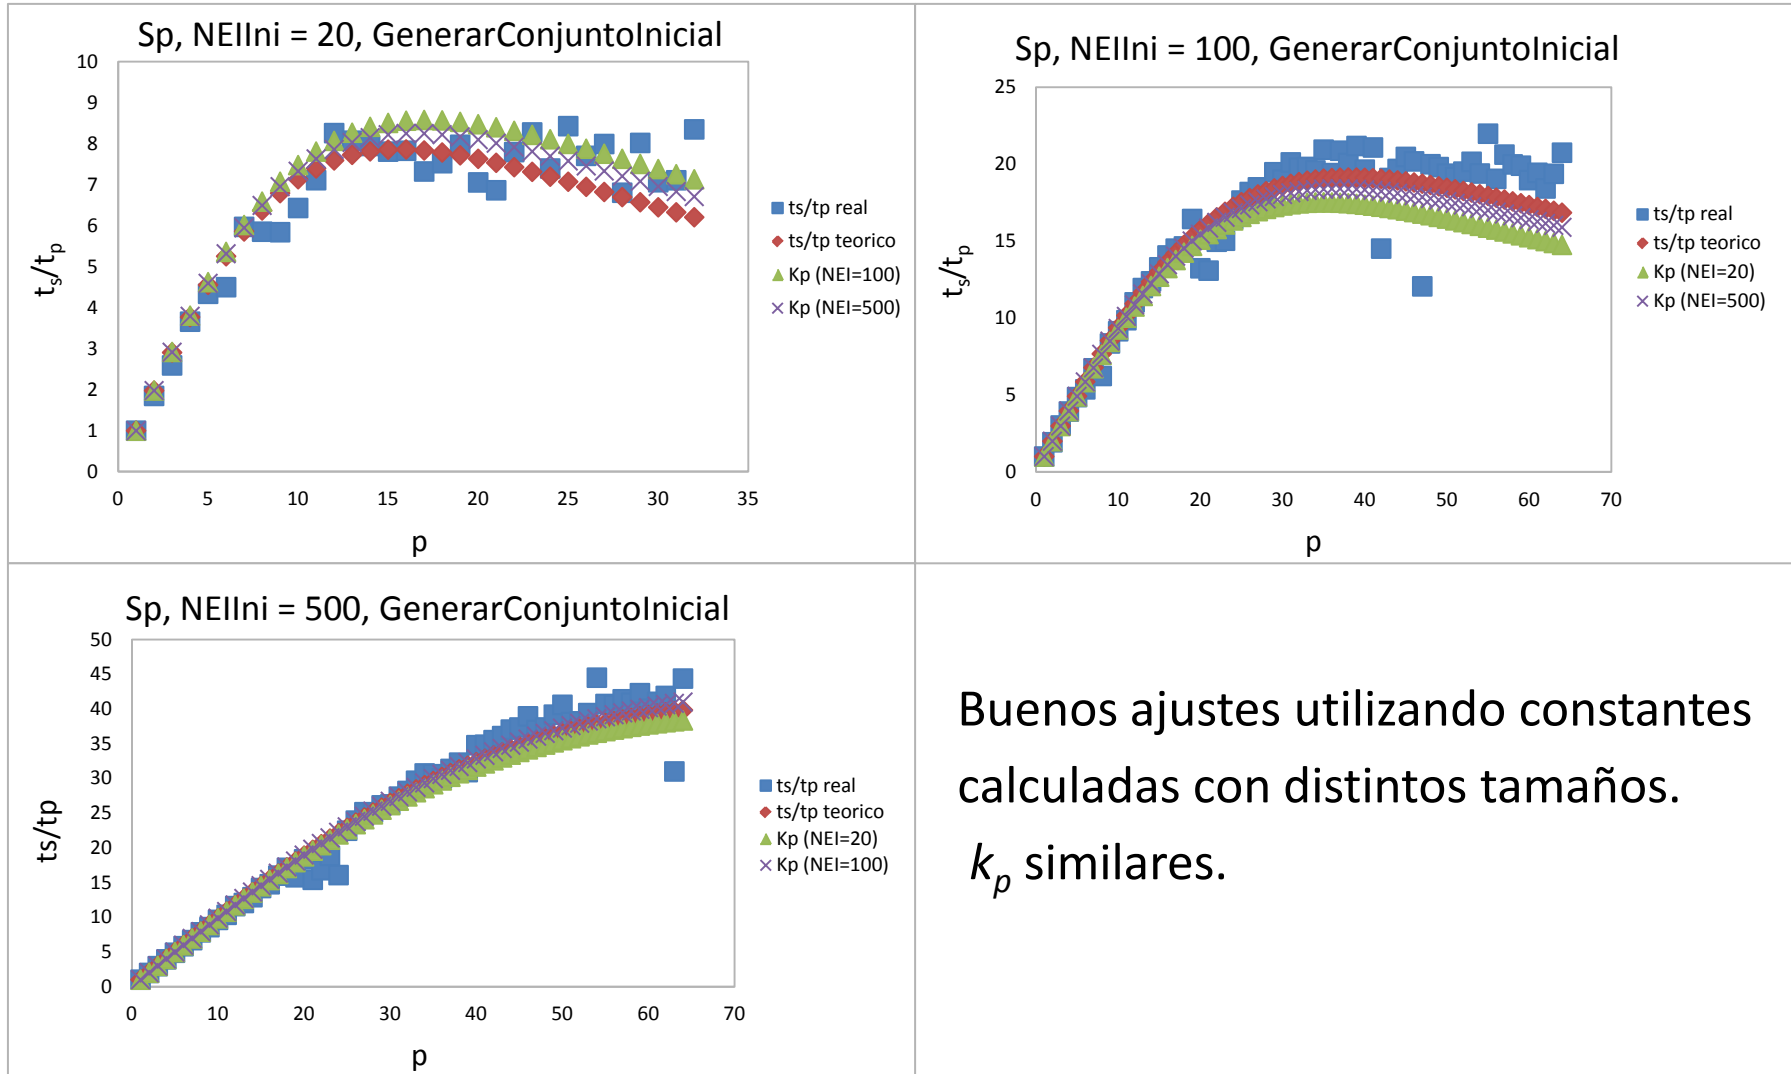 Sp, NEIIni = 20, GenerarConjuntoInicial
10
9
8
7
6
5
4
3
2
1
0
0 5 10 15 20 25 30 35
ts/tp
p
ts/tp real
ts/tp teorico
Kp (NEI=100)
Kp (NEI=500)
Sp, NEIIni = 100, GenerarConjuntoInicial
25
20
15
10
5
0
0 10 20 30 40 50 60 70
ts/tp
p
ts/tp real
ts/tp teorico
Kp (NEI=20)
Kp (NEI=500)
Sp, NEIIni = 500, GenerarConjuntoInicial
50
45
40
35
30
25
20
15
10
5
0
0 10 20 30 40 50 60 70
ts/tp
p
ts/tp real
ts/tp teorico
Kp (NEI=20)
Kp (NEI=100)
Buenos ajustes utilizando constantes
calculadas con distintos tamaños.
kp similares.